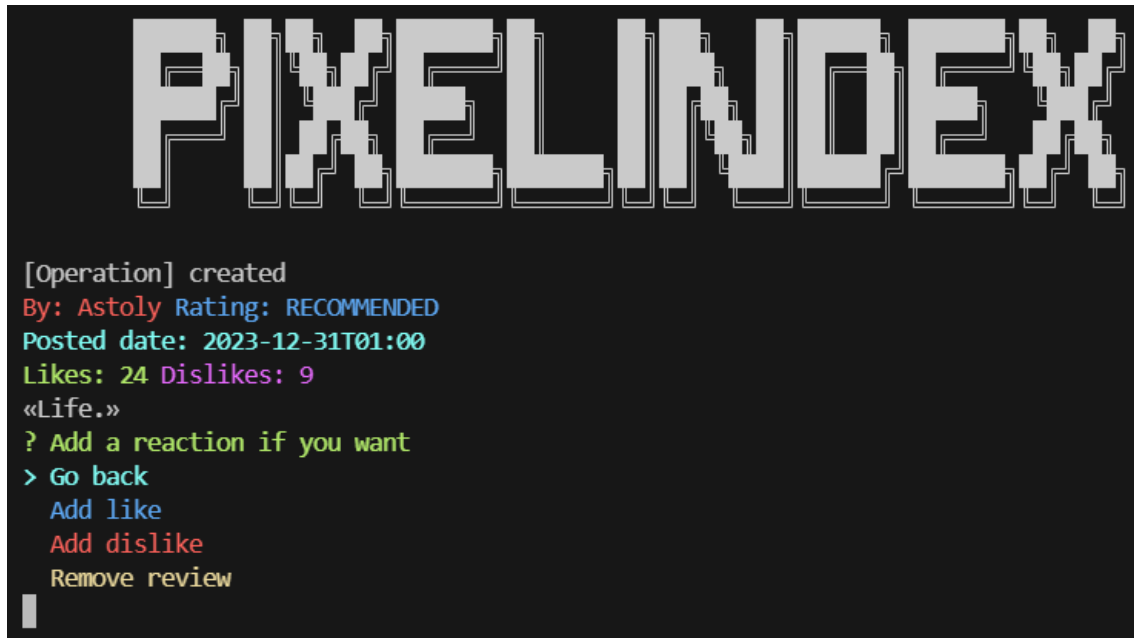 PIXELINDEX
[Operation] created
By: Astoly Rating: RECOMMENDED
Posted date: 2023-12-31T01:00
Likes: 24 Dislikes: 9
«Life.»
? Add a reaction if you want
> Go back
Add like
Add dislike
Remove review